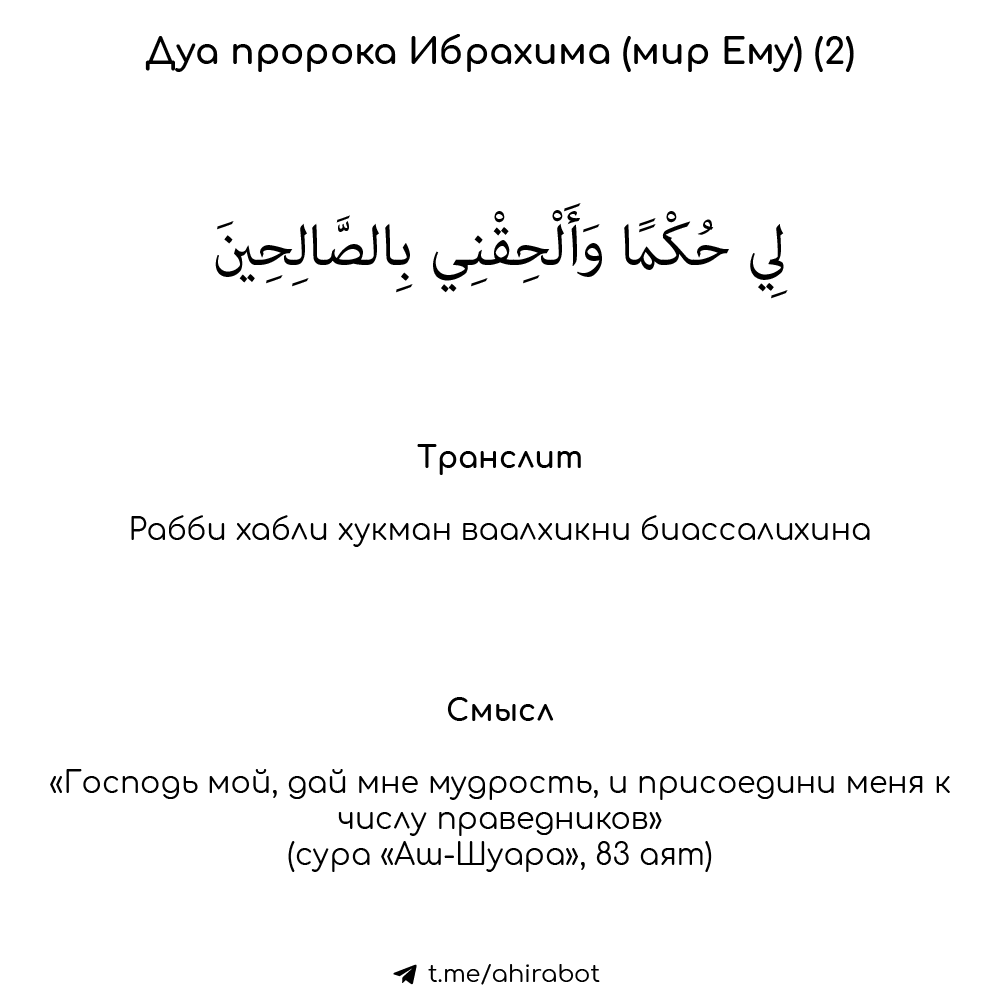 Дуа пророка Ибрахима (мир Ему) (2)
لِي حُكْمًا وَأَلْحِقْنِي بِالصَّالِحِينَ
Транслит
Рабби хабли хукман ваалхикни биассалихина
Смысл
«Господь мой, дай мне мудрость, и присоедини меня к
числу праведников»
(сура «Аш-Шуара», 83 аят)
t.me/ahirabot